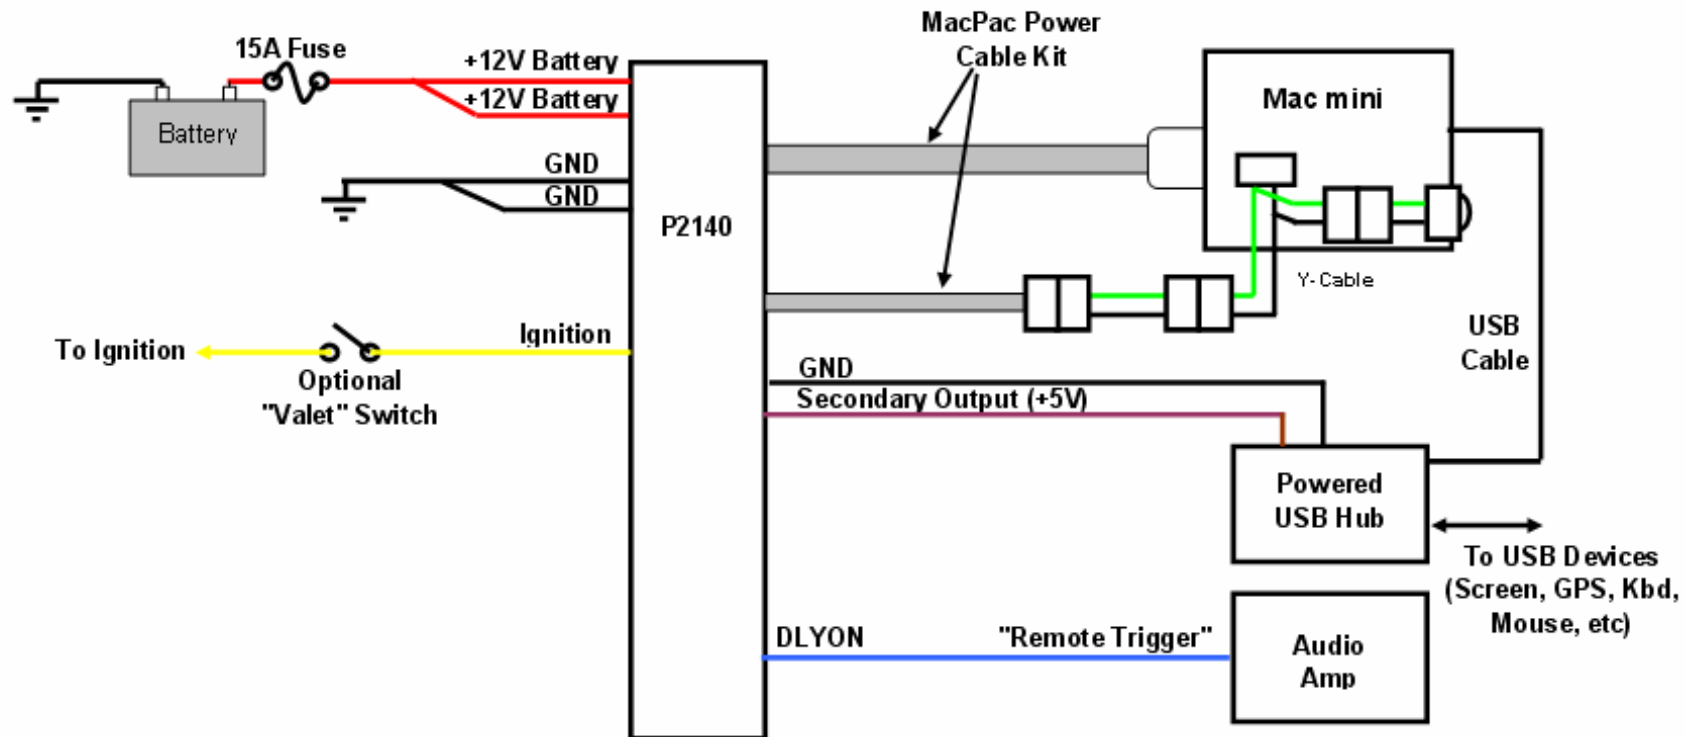 MacPac Power
Cable Kit
15A Fuse
+12V Battery
+12V Battery
Battery
Mac mini
GND
GND
P2140
Y-Cable
To Ignition
Ignition
Optional
"Valet" Switch
USB
Cable
GND
Secondary Output (+5V)
Powered
USB Hub
To USB Devices
(Screen, GPS, Kbd,
Mouse, etc)
DLYON
"Remote Trigger"
Audio
Amp